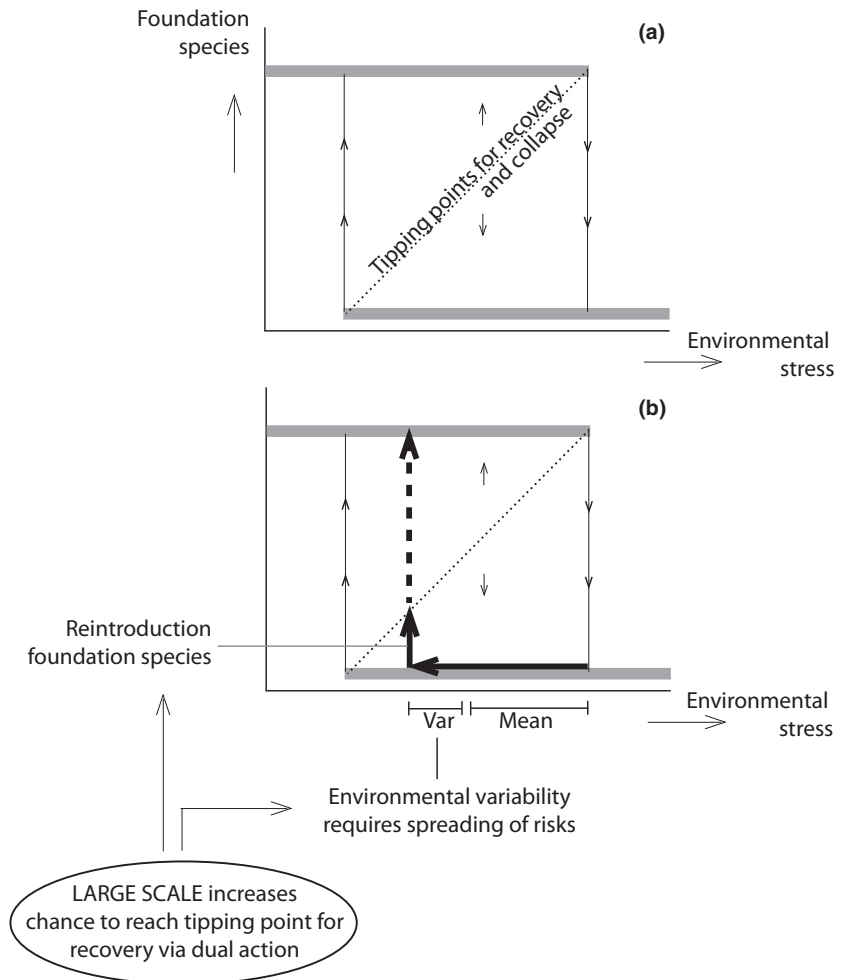 Foundation
species
(a)
Tipping points for recovery
and collapse
Environmental
stress
(b)
Reintroduction
foundation species
Environmental
stress
Var
Mean
Environmental variability
requires spreading of risks
LARGE SCALE increases
chance to reach tipping point for
recovery via dual action